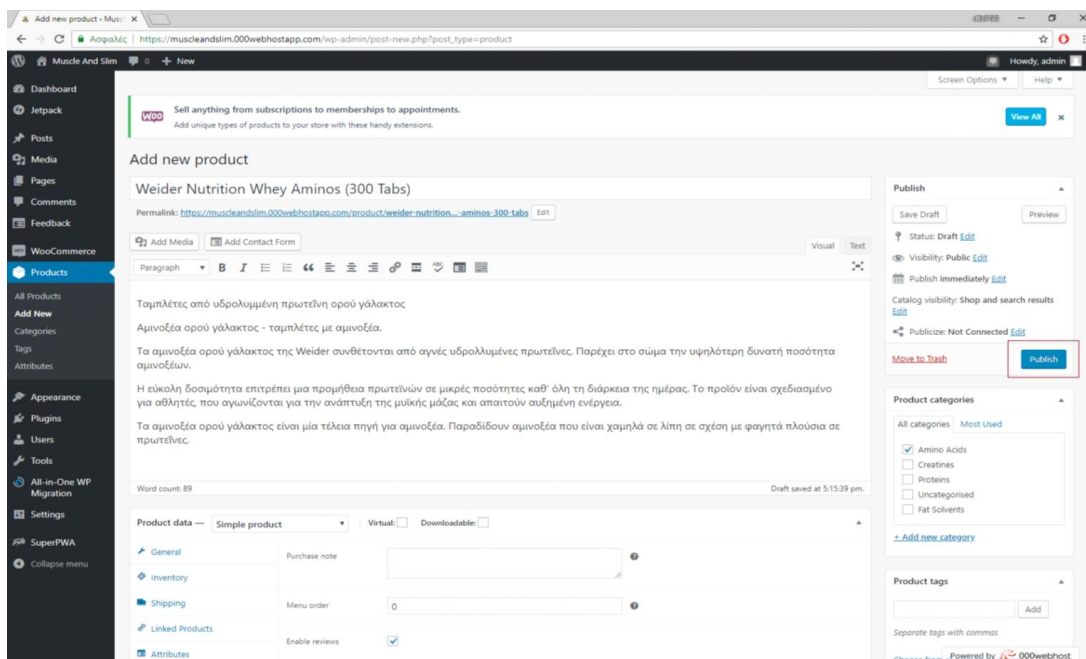 Add new product ‹ Musc
Ασφαλές | https://muscleandslim.000webhostapp.com/wp-admin/post-new.php?post_type=product
Muscle And Slim 0 + New Howdy, admin
Screen Options ▼ Help ▼
Dashboard
Jetpack
Posts
Media
Pages
Comments
Feedback
WooCommerce
Products
All Products
Add New
Categories
Tags
Attributes
Appearance
Plugins
Users
Tools
All-in-One WP
Migration
Settings
SuperPWA
Collapse menu
Woo
Sell anything from subscriptions to memberships to appointments.
Add unique types of products to your store with these handy extensions.
View All
Add new product
Weider Nutrition Whey Aminos (300 Tabs)
Permalink: https://muscleandslim.000webhostapp.com/product/weider-nutrition...-aminos-300-tabs Edit
Add Media Add Contact Form Visual Text
Paragraph B I ABC
Ταμπλέτες από υδρολυμμένη πρωτεΐνη ορού γάλακτος
Αμινοξέα ορού γάλακτος - ταμπλέτες με αμινοξέα.
Τα αμινοξέα ορού γάλακτος της Weider συνθέτονται από αγνές υδρολλυμένες πρωτεΐνες. Παρέχει στο σώμα την υψηλότερη δυνατή ποσότητα
αμινοξέων.
Η εύκολη δοσιμότητα επιτρέπει μια προμήθεια πρωτεϊνών σε μικρές ποσότητες καθ' όλη τη διάρκεια της ημέρας. Το προϊόν είναι σχεδιασμένο
για αθλητές, που αγωνίζονται για την ανάπτυξη της μυϊκής μάζας και απαιτούν αυξημένη ενέργεια.
Τα αμινοξέα ορού γάλακτος είναι μία τέλεια πηγή για αμινοξέα. Παραδίδουν αμινοξέα που είναι χαμηλά σε λίπη σε σχέση με φαγητά πλούσια σε
πρωτεΐνες.
Word count: 89 Draft saved at 5:15:39 pm.
Product data — Simple product Virtual: Downloadable:
General
Inventory
Shipping
Linked Products
Attributes
Purchase note
Menu order 0
Enable reviews
Publish
Save Draft Preview
Status: Draft Edit
Visibility: Public Edit
Publish immediately Edit
Catalog visibility: Shop and search results
Edit
Publicize: Not Connected Edit
Move to Trash Publish
Product categories
All categories Most Used
Amino Acids
Creatines
Proteins
Uncategorised
Fat Solvents
+ Add new category
Product tags
Add
Separate tags with commas
Powered by 000webhost